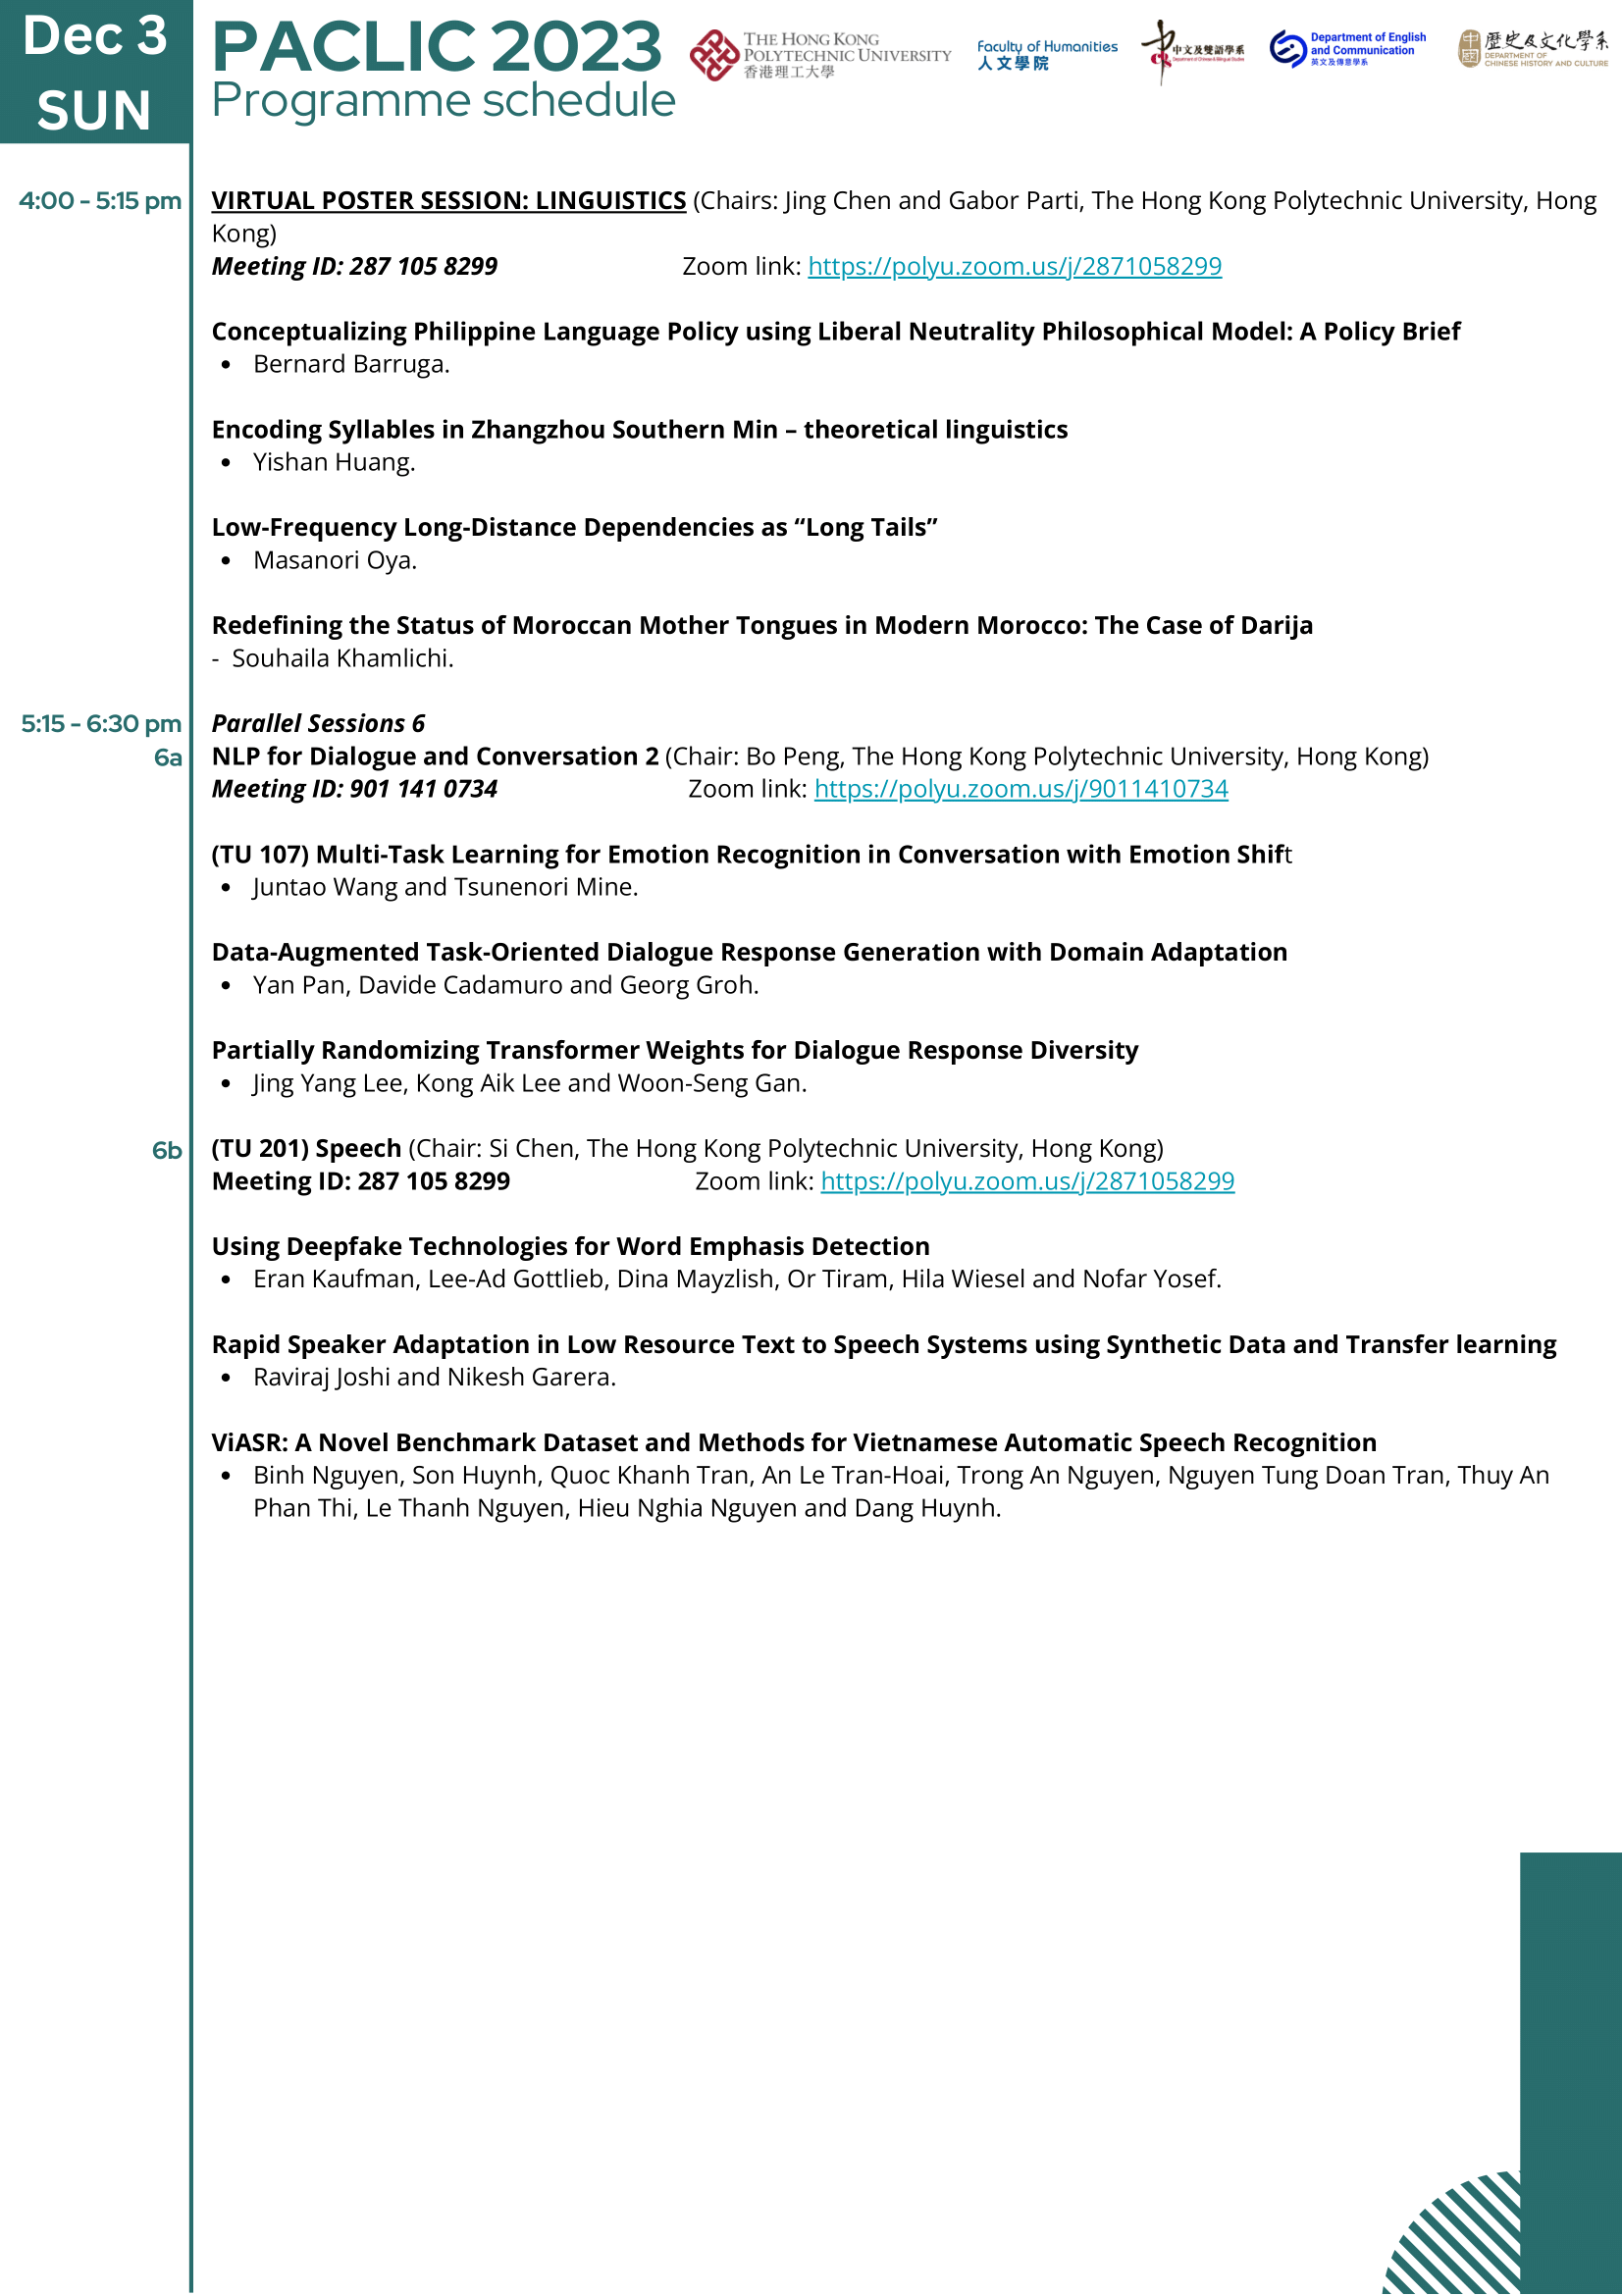 Dec 3
SUN
PACLIC 2023
Programme schedule
THE HONG KONG
POLYTECHNIC UNIVERSITY
香港理工大學
Faculty of Humanities
人文學院
中文及雙語學系
Department of Chinese & Bilingual Studies
Department of English
and Communication
英文及傳意學系
中國
歷史及文化學系
DEPARTMENT OF
CHINESE HISTORY AND CULTURE
4:00 - 5:15 pm
VIRTUAL POSTER SESSION: LINGUISTICS (Chairs: Jing Chen and Gabor Parti, The Hong Kong Polytechnic University, Hong
Kong)
Meeting ID: 287 105 8299 Zoom link: https://polyu.zoom.us/j/2871058299
Conceptualizing Philippine Language Policy using Liberal Neutrality Philosophical Model: A Policy Brief
• Bernard Barruga.
Encoding Syllables in Zhangzhou Southern Min – theoretical linguistics
• Yishan Huang.
Low-Frequency Long-Distance Dependencies as “Long Tails”
• Masanori Oya.
Redefining the Status of Moroccan Mother Tongues in Modern Morocco: The Case of Darija
- Souhaila Khamlichi.
5:15 - 6:30 pm
Parallel Sessions 6
6a
NLP for Dialogue and Conversation 2 (Chair: Bo Peng, The Hong Kong Polytechnic University, Hong Kong)
Meeting ID: 901 141 0734 Zoom link: https://polyu.zoom.us/j/9011410734
(TU 107) Multi-Task Learning for Emotion Recognition in Conversation with Emotion Shift
• Juntao Wang and Tsunenori Mine.
Data-Augmented Task-Oriented Dialogue Response Generation with Domain Adaptation
• Yan Pan, Davide Cadamuro and Georg Groh.
Partially Randomizing Transformer Weights for Dialogue Response Diversity
• Jing Yang Lee, Kong Aik Lee and Woon-Seng Gan.
6b
(TU 201) Speech (Chair: Si Chen, The Hong Kong Polytechnic University, Hong Kong)
Meeting ID: 287 105 8299 Zoom link: https://polyu.zoom.us/j/2871058299
Using Deepfake Technologies for Word Emphasis Detection
• Eran Kaufman, Lee-Ad Gottlieb, Dina Mayzlish, Or Tiram, Hila Wiesel and Nofar Yosef.
Rapid Speaker Adaptation in Low Resource Text to Speech Systems using Synthetic Data and Transfer learning
• Raviraj Joshi and Nikesh Garera.
ViASR: A Novel Benchmark Dataset and Methods for Vietnamese Automatic Speech Recognition
• Binh Nguyen, Son Huynh, Quoc Khanh Tran, An Le Tran-Hoai, Trong An Nguyen, Nguyen Tung Doan Tran, Thuy An
Phan Thi, Le Thanh Nguyen, Hieu Nghia Nguyen and Dang Huynh.